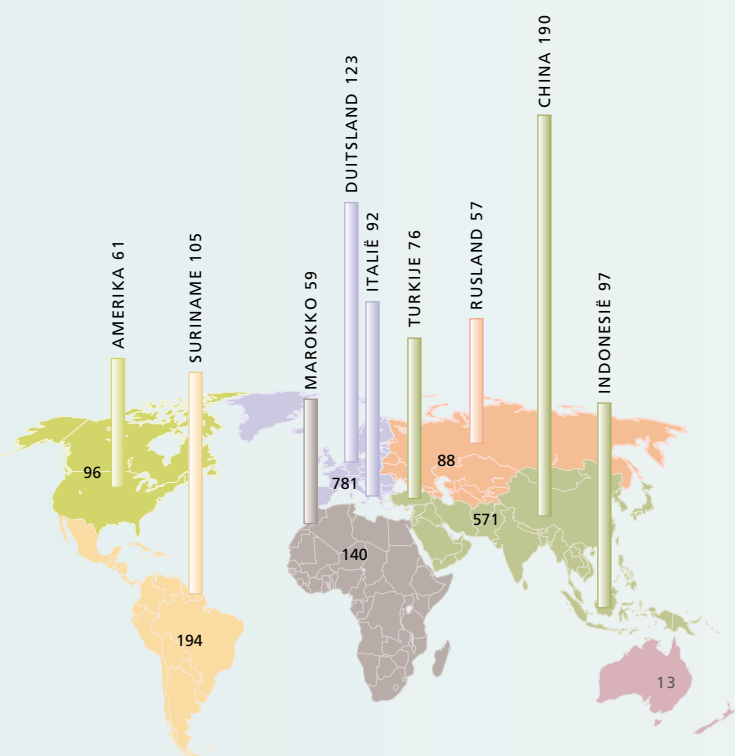 AMERIKA 61
SURINAME 105
MAROKKO 59
DUITSLAND 123
ITALIË 92
TURKIJE 76
RUSLAND 57
CHINA 190
INDONESIË 97
96
781
88
571
140
194
13